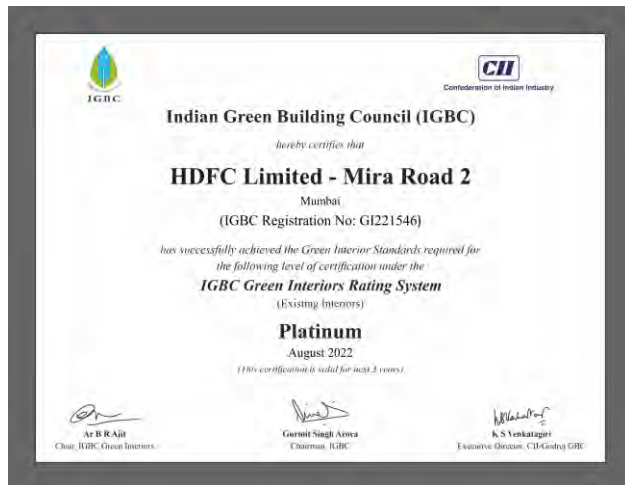 IGBC
CII
Confederation of Indian Industry
Indian Green Building Council (IGBC)
hereby certifies that
HDFC Limited - Mira Road 2
Mumbai
(IGBC Registration No: GI221546)
has successfully achieved the Green Interior Standards required for
the following level of certification under the
IGBC Green Interiors Rating System
(Existing Interiors)
Platinum
August 2022
(This certification is valid for next 3 years)
Ar B R Ajit
Chair, IGBC Green Interiors
Gurmit Singh Arora
Chairman, IGBC
K S Venkatagiri
Executive Director, CII-Godrej GBC